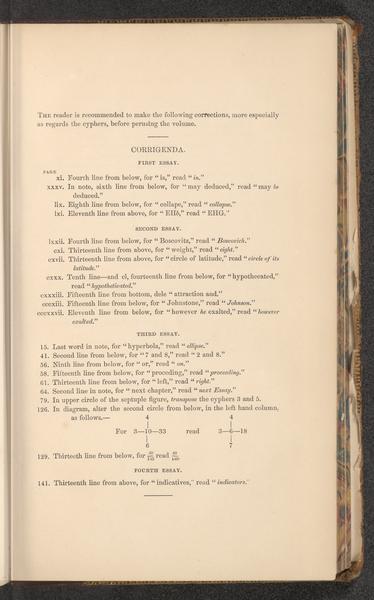 THE reader is recommended to make the following corrections, more especially
as regards the cyphers, before perusing the volume.
CORRIGENDA.
FIRST ESSAY.
PAGE
xi. Fourth line from below, for "is," read "in."
xxxv. In note, sixth line from below, for "may deduced," read "may be
deduced."
lix. Eighth line from below, for "collape," read "collapse."
lxi. Eleventh line from above, for "EHb," read "EHG."
SECOND ESSAY.
lxxii. Fourth line from below, for "Boscovitz," read "Boscovich."
cxi. Thirteenth line from above, for "weight," read "eight."
cxvii. Thirteenth line from above, for "circle of latitude," read "circle of its
latitude."
cxxx. Tenth line—and cl, fourteenth line from below, for "hypothecated,"
read "hypotheticated."
cxxxiii. Fifteenth line from bottom, dele "attraction and."
Fifteenth line from below, for "Johnstone," read "Johnson."
Eleventh line from below, for "however he exalted," read "however
exalted."
THIRD ESSAY.
15. Last word in note, for "hyperbola," read "ellipse."
41. Second line from below, for "7 and 8," read "2 and 8."
56. Ninth line from below, for "or," read "on."
58. Fifteenth line from below, for "proceding," read "proceeding."
61. Thirteenth line from below, for "left," read "right."
64. Second line in note, for "next chapter," read "next Essay."
79. In upper circle of the septuple figure, transpose the cyphers 3 and 5.
126. In diagram, alter the second circle from below, in the left hand column,
as follows.—
4 4
For 3—10—33 read 3—6—18
6 7
129. Thirteenth line from below, for read
FOURTH ESSAY.
141. Thirteenth line from above, for "indicatives," read "indicators."